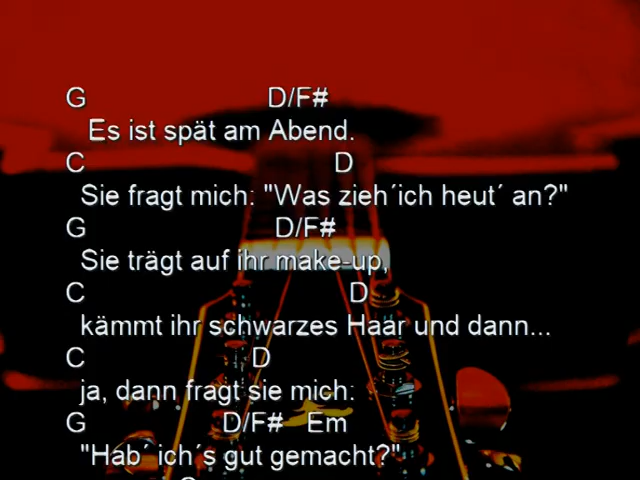 G D/F#
Es ist spät am Abend.
C D
Sie fragt mich: "Was zieh´ich heut´ an?"
G D/F#
Sie trägt auf ihr make-up,
C D
kämmt ihr schwarzes Haar und dann...
C D
ja, dann fragt sie mich:
G D/F# Em
"Hab´ ich´s gut gemacht?"